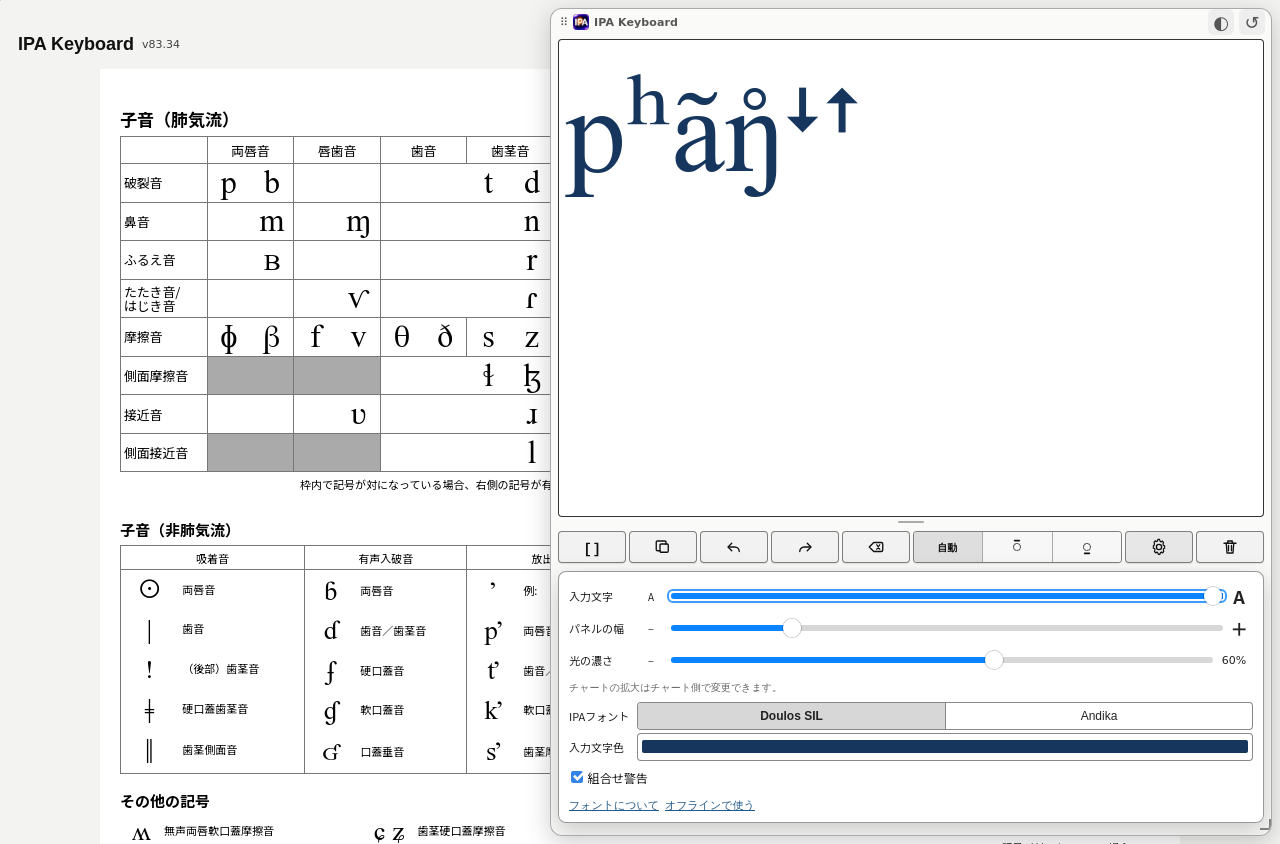 IPA Keyboard v83.34
子音（肺気流）
両唇音 唇歯音 歯音 歯茎音
破裂音 p b t d
鼻音 m ɱ n
ふるえ音 ʙ r
たたき音/
はじき音 ⱱ ɾ
摩擦音 ɸ β f v θ ð s z
側面摩擦音 ɬ ɮ
接近音 ʋ ɹ
側面接近音 l
枠内で記号が対になっている場合、右側の記号が有
子音（非肺気流）
吸着音 有声入破音 放出
ʘ 両唇音 ɓ 両唇音 ʼ 例:
ǀ 歯音 ɗ 歯音／歯茎音 pʼ 両唇音
ǃ （後部）歯茎音 ʄ 硬口蓋音 tʼ 歯音／
ǂ 硬口蓋歯茎音 ɠ 軟口蓋音 kʼ 軟口蓋
ǁ 歯茎側面音 ʛ 口蓋垂音 sʼ 歯茎摩
その他の記号
ʍ 無声両唇軟口蓋摩擦音 ɕ ʑ 歯茎硬口蓋摩擦音
IPA IPA Keyboard
pʰãŋ̊ꜜꜛ
[ ] 自動
入力文字 A A
パネルの幅 − +
光の濃さ − 60%
チャートの拡大はチャート側で変更できます。
IPAフォント Doulos SIL Andika
入力文字色
組合せ警告
フォントについて オフラインで使う